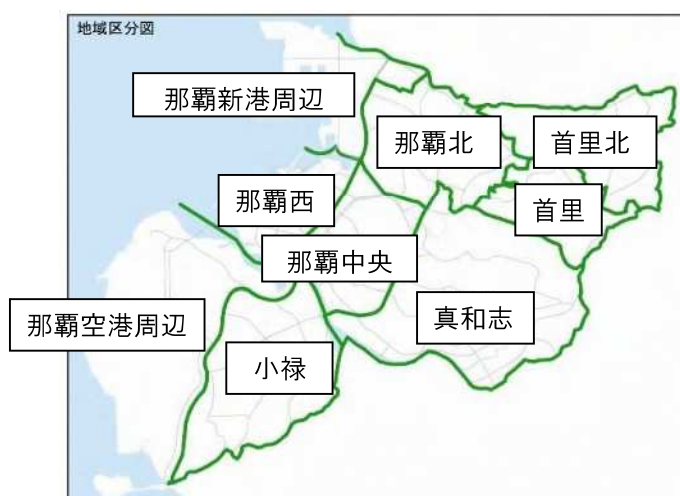 地域区分図
那覇新港周辺
那覇北
首里北
那覇西
首里
那覇中央
那覇空港周辺
真和志
小禄